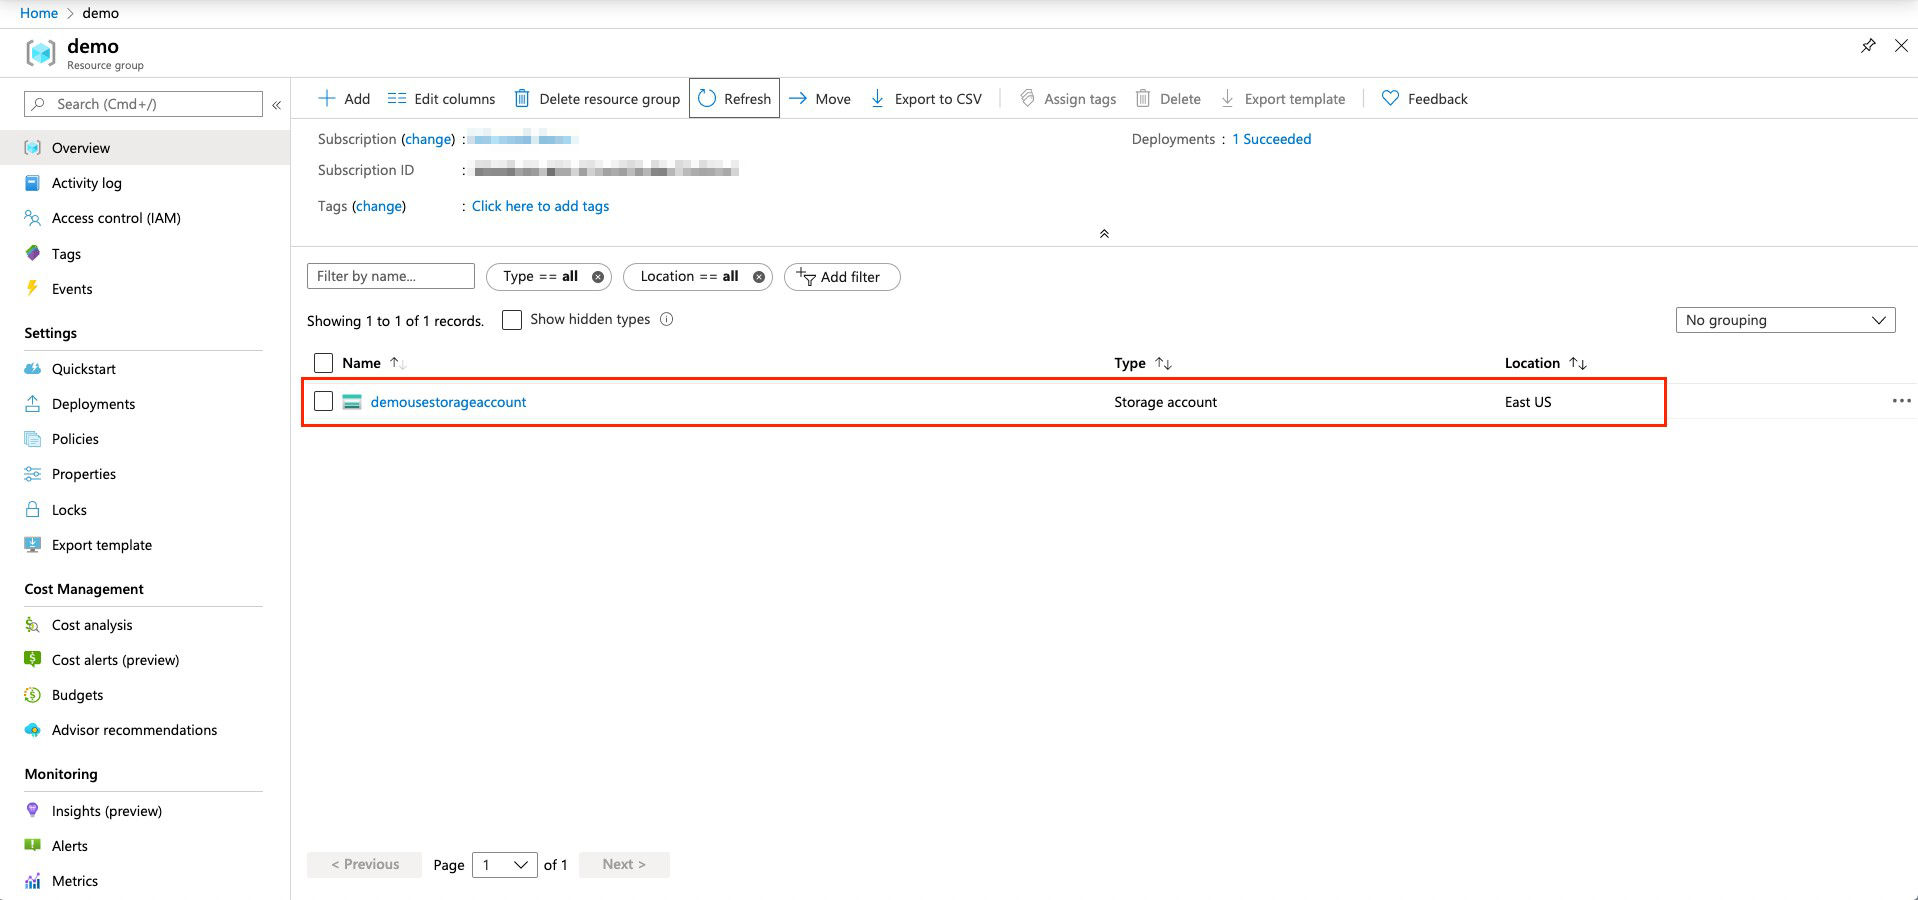 Home > demo
demo
Resource group
Search (Cmd+/)
«
Overview
Activity log
Access control (IAM)
Tags
Events
Settings
Quickstart
Deployments
Policies
Properties
Locks
Export template
Cost Management
Cost analysis
Cost alerts (preview)
Budgets
Advisor recommendations
Monitoring
Insights (preview)
Alerts
Metrics
Add Edit columns Delete resource group Refresh Move Export to CSV Assign tags Delete Export template Feedback
Subscription (change) :
Deployments : 1 Succeeded
Subscription ID :
Tags (change) : Click here to add tags
Filter by name... Type == all Location == all Add filter
Showing 1 to 1 of 1 records. Show hidden types
No grouping
Name Type Location
demousestorageaccount Storage account East US
< Previous Page 1 of 1 Next >